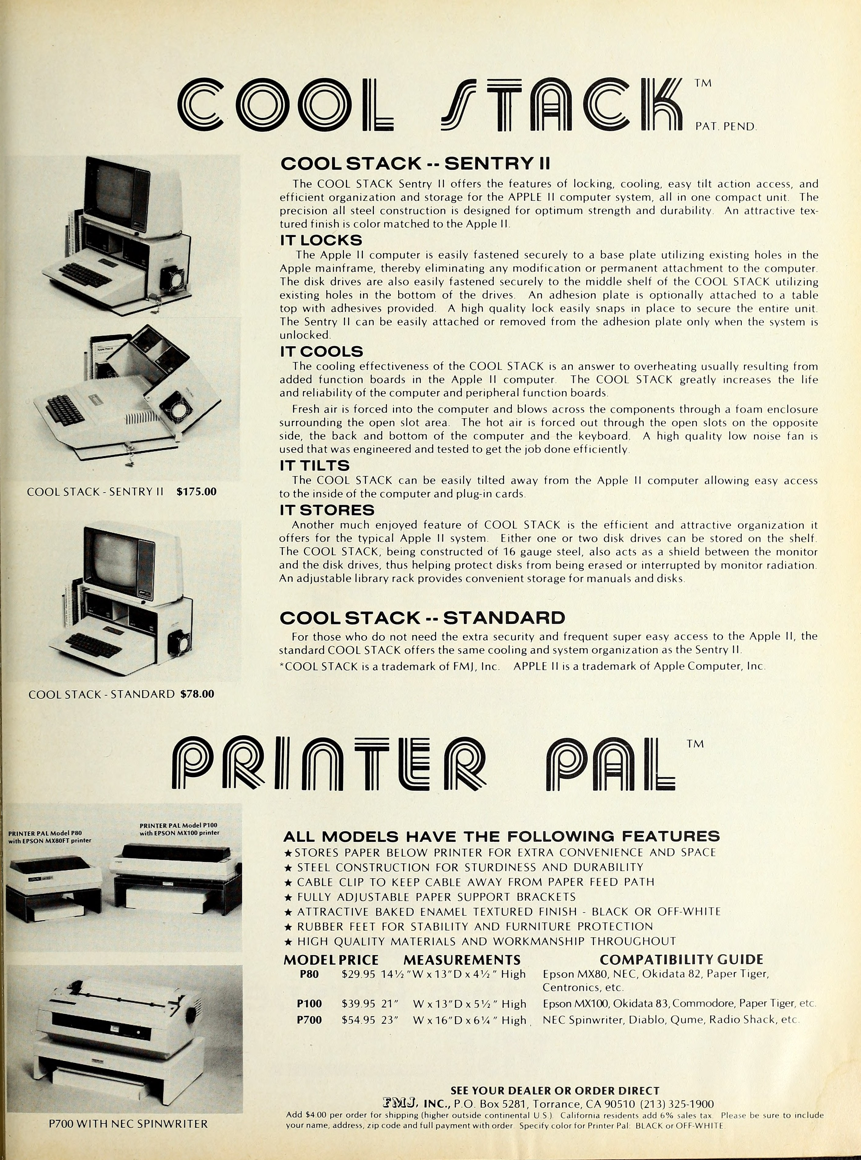 COOL STACK™
PAT. PEND.
COOL STACK -- SENTRY II
The COOL STACK Sentry II offers the features of locking, cooling, easy tilt action access, and
efficient organization and storage for the APPLE II computer system, all in one compact unit. The
precision all steel construction is designed for optimum strength and durability. An attractive tex-
tured finish is color matched to the Apple II.
IT LOCKS
The Apple II computer is easily fastened securely to a base plate utilizing existing holes in the
Apple mainframe, thereby eliminating any modification or permanent attachment to the computer.
The disk drives are also easily fastened securely to the middle shelf of the COOL STACK utilizing
existing holes in the bottom of the drives. An adhesion plate is optionally attached to a table
top with adhesives provided. A high quality lock easily snaps in place to secure the entire unit.
The Sentry II can be easily attached or removed from the adhesion plate only when the system is
unlocked.
IT COOLS
The cooling effectiveness of the COOL STACK is an answer to overheating usually resulting from
added function boards in the Apple II computer. The COOL STACK greatly increases the life
and reliability of the computer and peripheral function boards.
Fresh air is forced into the computer and blows across the components through a foam enclosure
surrounding the open slot area. The hot air is forced out through the open slots on the opposite
side, the back and bottom of the computer and the keyboard. A high quality low noise fan is
used that was engineered and tested to get the job done efficiently.
IT TILTS
The COOL STACK can be easily tilted away from the Apple II computer allowing easy access
to the inside of the computer and plug-in cards.
IT STORES
Another much enjoyed feature of COOL STACK is the efficient and attractive organization it
offers for the typical Apple II system. Either one or two disk drives can be stored on the shelf.
The COOL STACK, being constructed of 16 gauge steel, also acts as a shield between the monitor
and the disk drives, thus helping protect disks from being erased or interrupted by monitor radiation.
An adjustable library rack provides convenient storage for manuals and disks.
COOL STACK - SENTRY II $175.00
COOL STACK -- STANDARD
For those who do not need the extra security and frequent super easy access to the Apple II, the
standard COOL STACK offers the same cooling and system organization as the Sentry II.
*COOL STACK is a trademark of FMJ, Inc. APPLE II is a trademark of Apple Computer, Inc.
COOL STACK - STANDARD $78.00
PRINTER PAL™
PRINTER PAL Model P80
with EPSON MX80FT printer
PRINTER PAL Model P100
with EPSON MX100 printer
ALL MODELS HAVE THE FOLLOWING FEATURES
★ STORES PAPER BELOW PRINTER FOR EXTRA CONVENIENCE AND SPACE
★ STEEL CONSTRUCTION FOR STURDINESS AND DURABILITY
★ CABLE CLIP TO KEEP CABLE AWAY FROM PAPER FEED PATH
★ FULLY ADJUSTABLE PAPER SUPPORT BRACKETS
★ ATTRACTIVE BAKED ENAMEL TEXTURED FINISH - BLACK OR OFF-WHITE
★ RUBBER FEET FOR STABILITY AND FURNITURE PROTECTION
★ HIGH QUALITY MATERIALS AND WORKMANSHIP THROUGHOUT
MODEL PRICE MEASUREMENTS COMPATIBILITY GUIDE
P80 $29.95 14½"W x 13"D x 4½" High Epson MX80, NEC, Okidata 82, Paper Tiger,
Centronics, etc.
P100 $39.95 21" W x 13"D x 5½" High Epson MX100, Okidata 83, Commodore, Paper Tiger, etc.
P700 $54.95 23" W x 16"D x 6¼" High NEC Spinwriter, Diablo, Qume, Radio Shack, etc.
P700 WITH NEC SPINWRITER
SEE YOUR DEALER OR ORDER DIRECT
FMJ, INC., P.O. Box 5281, Torrance, CA 90510 (213) 325-1900
Add $4.00 per order for shipping (higher outside continental U.S.) California residents add 6% sales tax. Please be sure to include
your name, address, zip code and full payment with order. Specify color for Printer Pal. BLACK or OFF-WHITE.